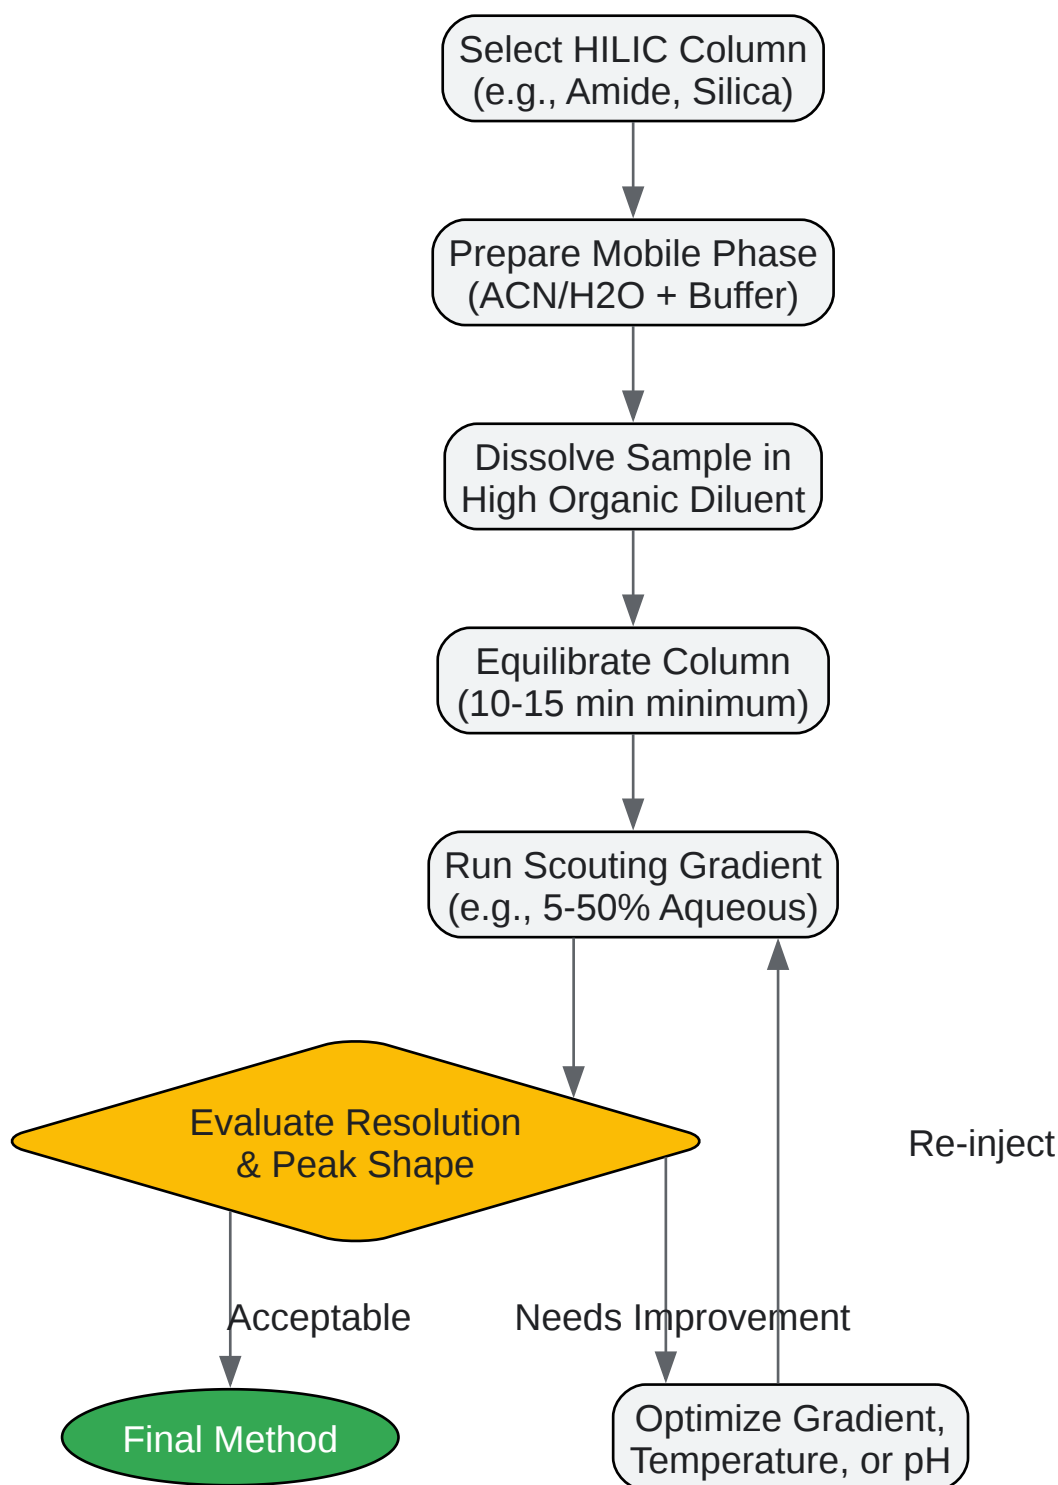 Select HILIC Column
(e.g., Amide, Silica)
Prepare Mobile Phase
(ACN/H2O + Buffer)
Dissolve Sample in
High Organic Diluent
Equilibrate Column
(10-15 min minimum)
Run Scouting Gradient
(e.g., 5-50% Aqueous)
Evaluate Resolution
& Peak Shape
Re-inject
Acceptable
Needs Improvement
Final Method
Optimize Gradient,
Temperature, or pH